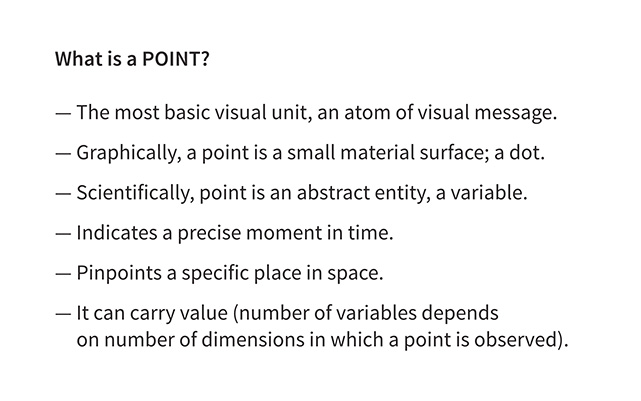 What is a POINT?
— The most basic visual unit, an atom of visual message.
— Graphically, a point is a small material surface; a dot.
— Scientifically, point is an abstract entity, a variable.
— Indicates a precise moment in time.
— Pinpoints a specific place in space.
— It can carry value (number of variables depends
on number of dimensions in which a point is observed).